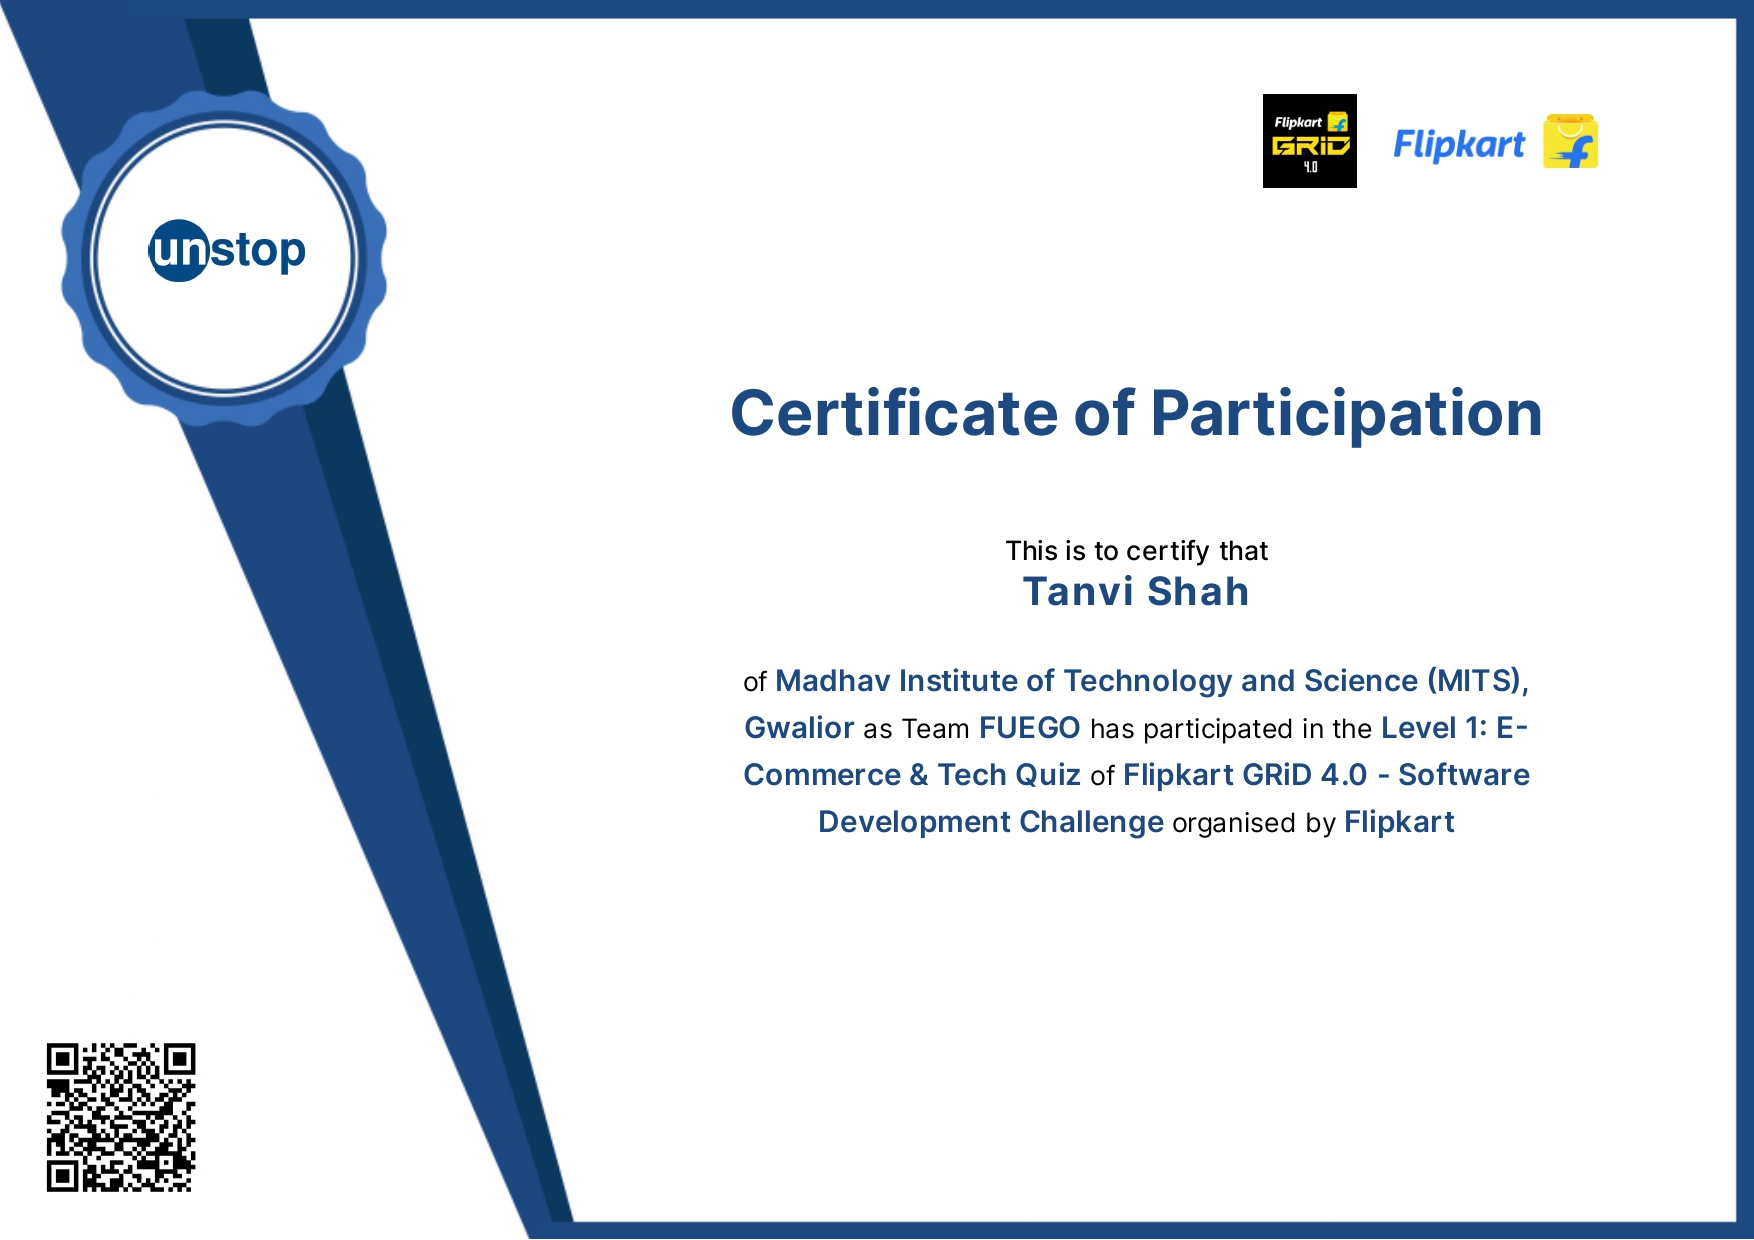 Flipkart
GRiD
4.0
Flipkart
unstop
Certificate of Participation
This is to certify that
Tanvi Shah
of Madhav Institute of Technology and Science (MITS),
Gwalior as Team FUEGO has participated in the Level 1: E-
Commerce & Tech Quiz of Flipkart GRiD 4.0 - Software
Development Challenge organised by Flipkart